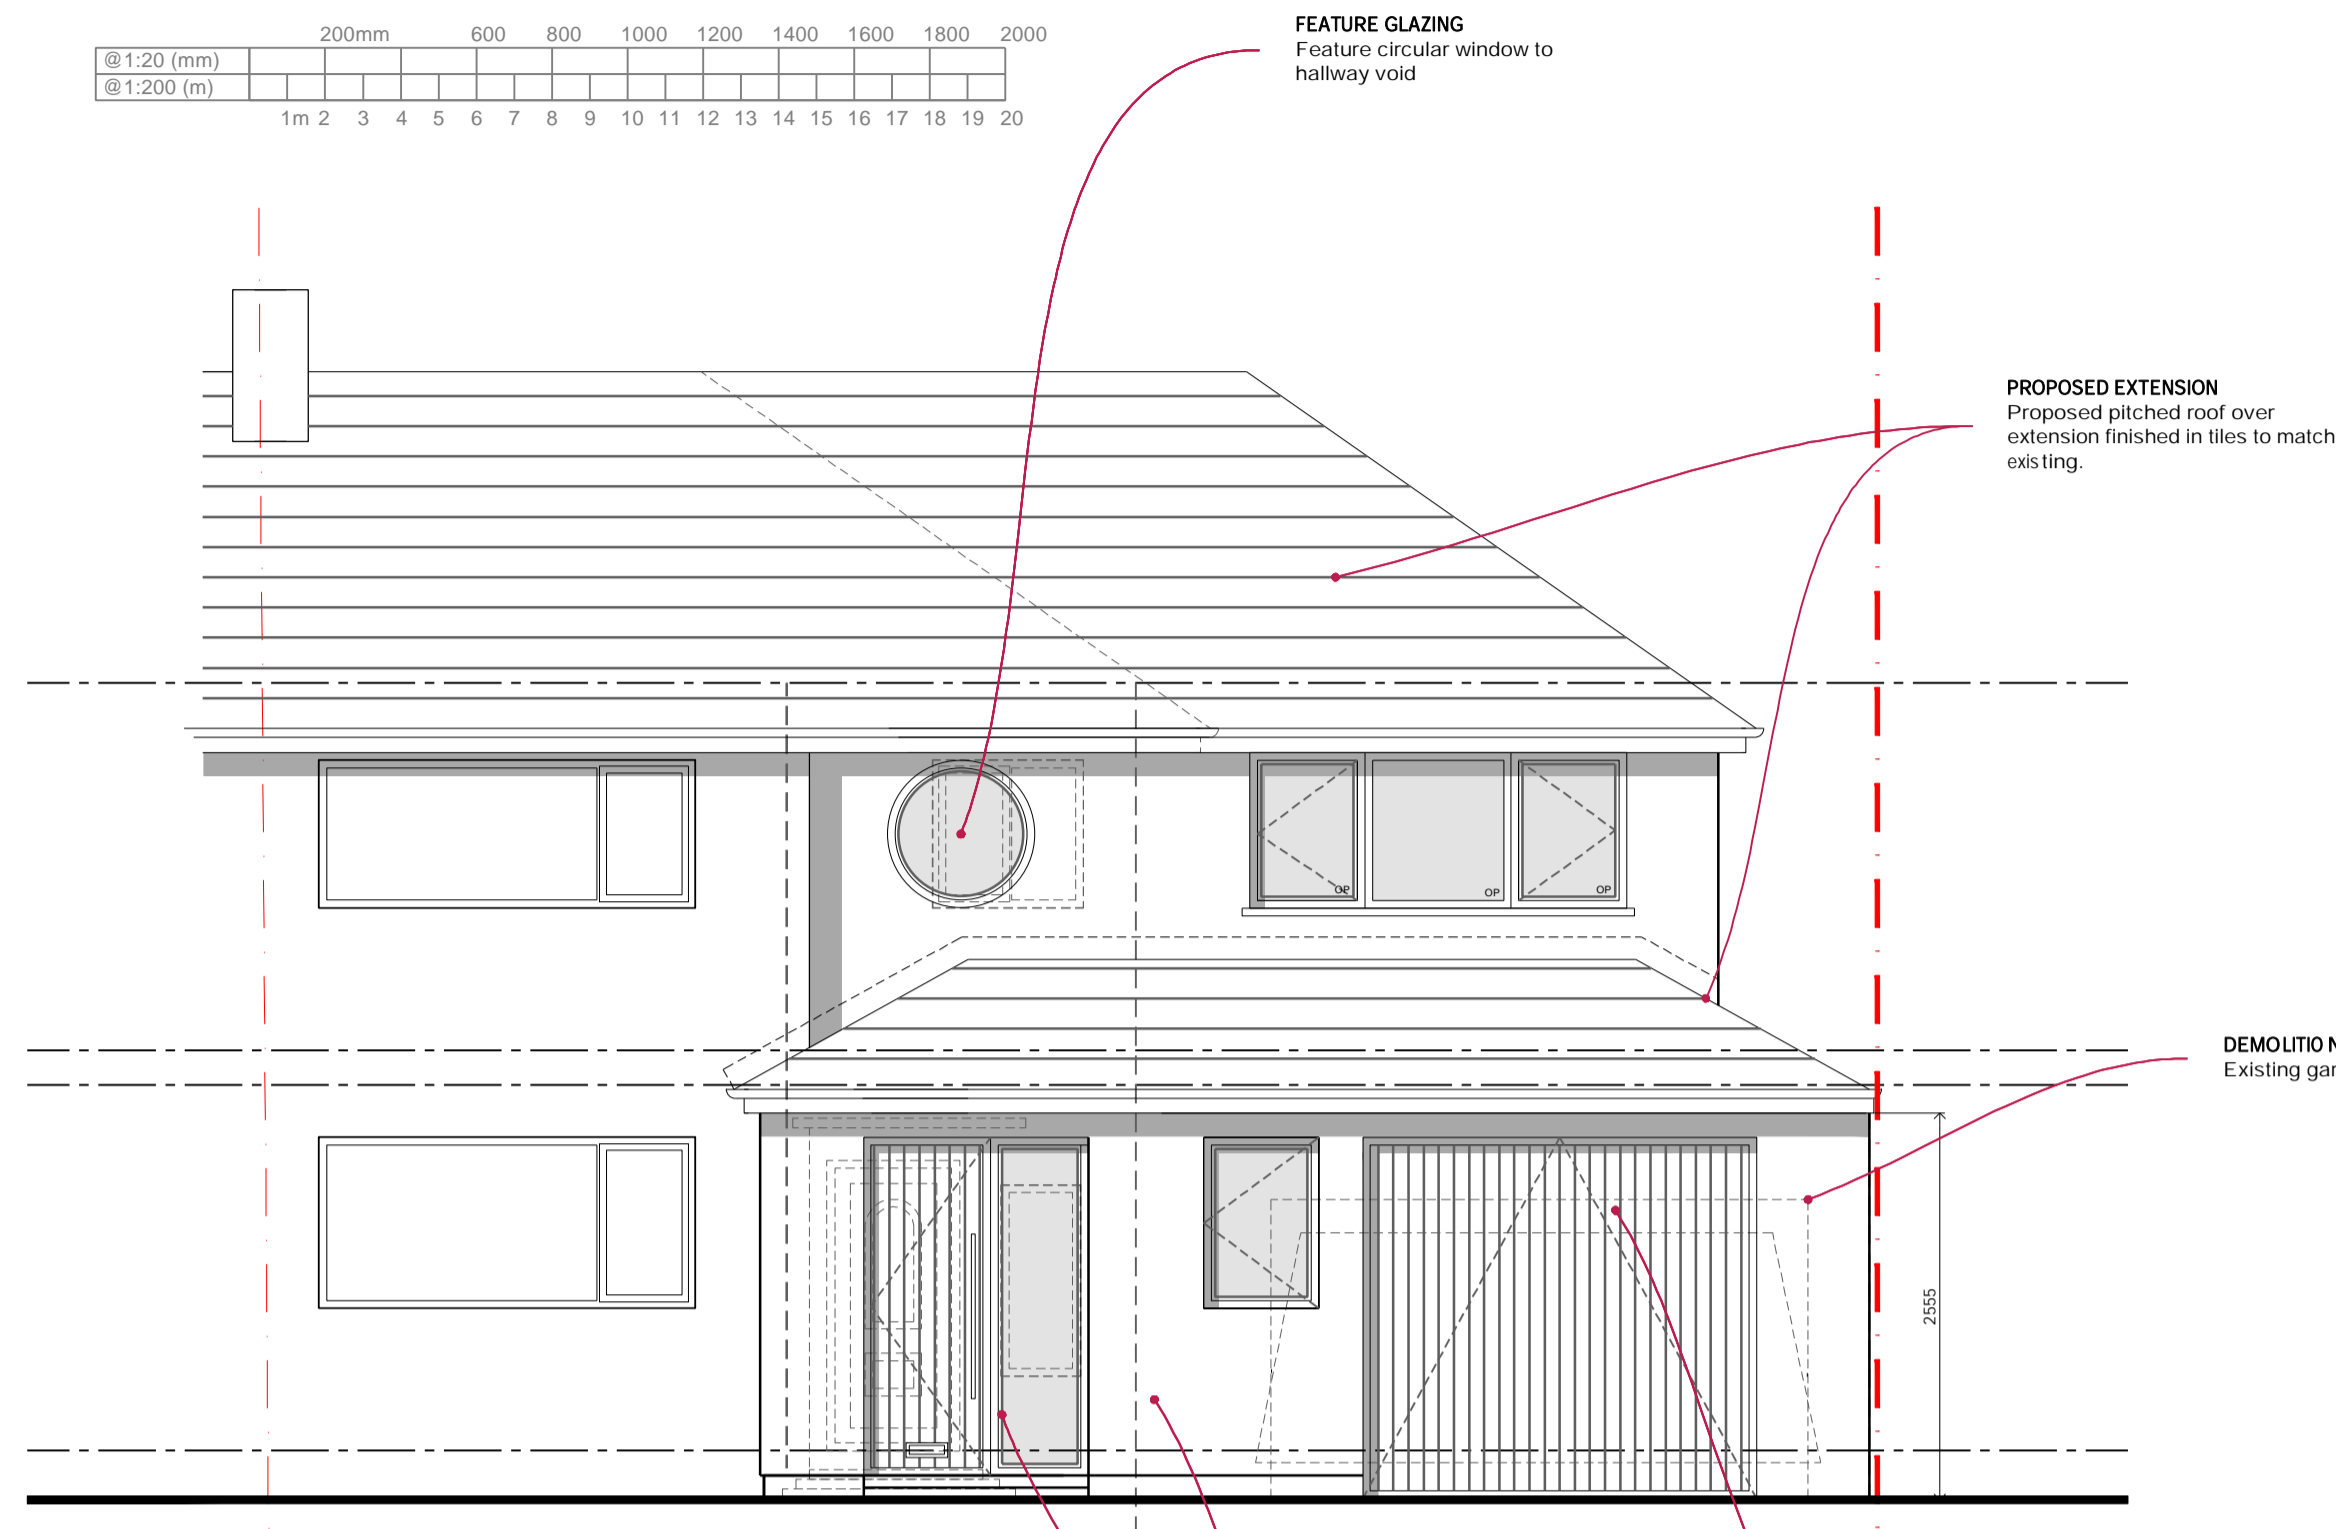 200mm 600 800 1000 1200 1400 1600 1800 2000
@1:20 (mm)
@1:200 (m)
1m 2 3 4 5 6 7 8 9 10 11 12 13 14 15 16 17 18 19 20
FEATURE GLAZING
Feature circular window to
hallway void
PROPOSED EXTENSION
Proposed pitched roof over
extension finished in tiles to match
existing.
OP OP OP
DEMOLITION
Existing gar
2555